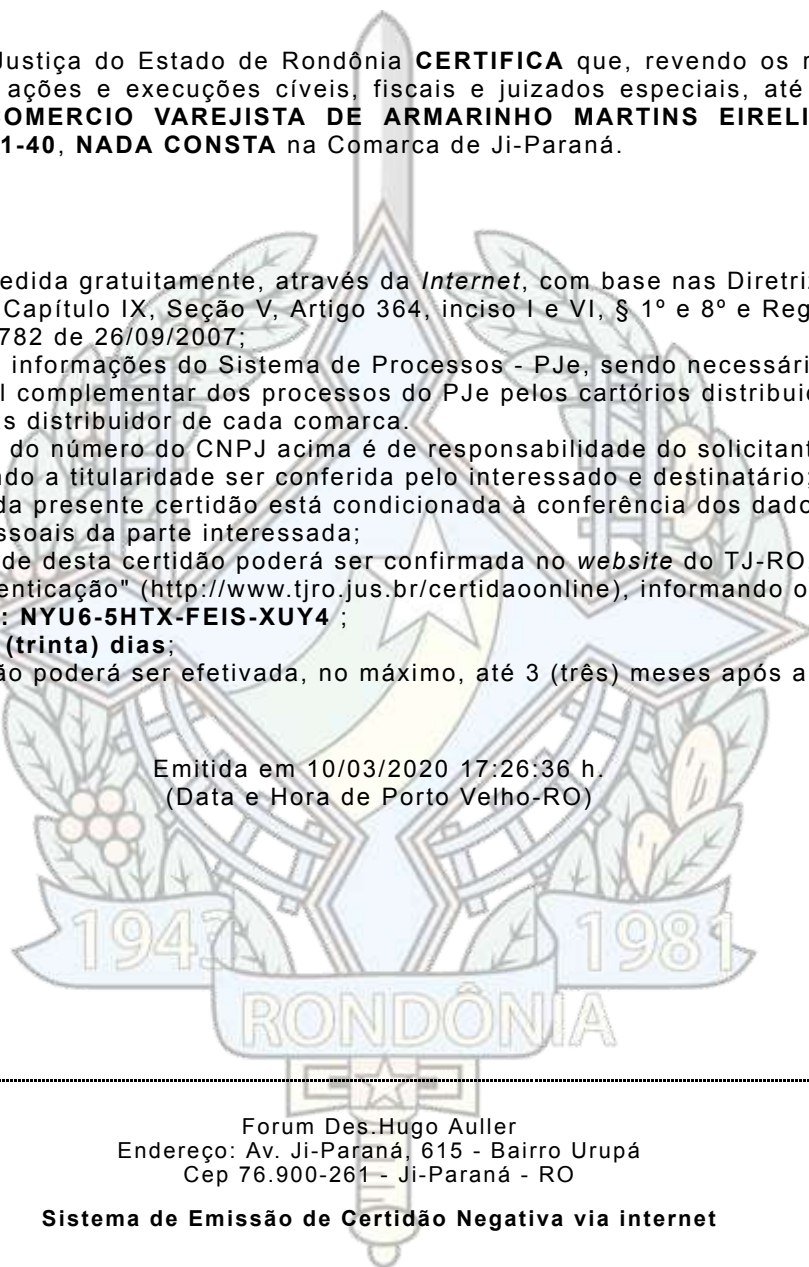 Justiça do Estado de Rondônia CERTIFICA que, revendo os
ações e execuções cíveis, fiscais e juizados especiais, até
COMERCIO VAREJISTA DE ARMARINHO MARTINS EIRELI
1-40, NADA CONSTA na Comarca de Ji-Paraná.
edida gratuitamente, através da Internet, com base nas Diretri
Capítulo IX, Seção V, Artigo 364, inciso I e VI, § 1º e 8º e Reg
782 de 26/09/2007;
informações do Sistema de Processos - PJe, sendo necessári
l complementar dos processos do PJe pelos cartórios distribui
s distribuidor de cada comarca.
do número do CNPJ acima é de responsabilidade do solicitant
ndo a titularidade ser conferida pelo interessado e destinatário;
da presente certidão está condicionada à conferência dos dado
ssoais da parte interessada;
de desta certidão poderá ser confirmada no website do TJ-RO
enticação" (http://www.tjro.jus.br/certidaoonline), informando o
: NYU6-5HTX-FEIS-XUY4 ;
(trinta) dias;
ão poderá ser efetivada, no máximo, até 3 (três) meses após a
Emitida em 10/03/2020 17:26:36 h.
(Data e Hora de Porto Velho-RO)
1943 1981
RONDÔNIA
Forum Des.Hugo Auller
Endereço: Av. Ji-Paraná, 615 - Bairro Urupá
Cep 76.900-261 - Ji-Paraná - RO
Sistema de Emissão de Certidão Negativa via internet